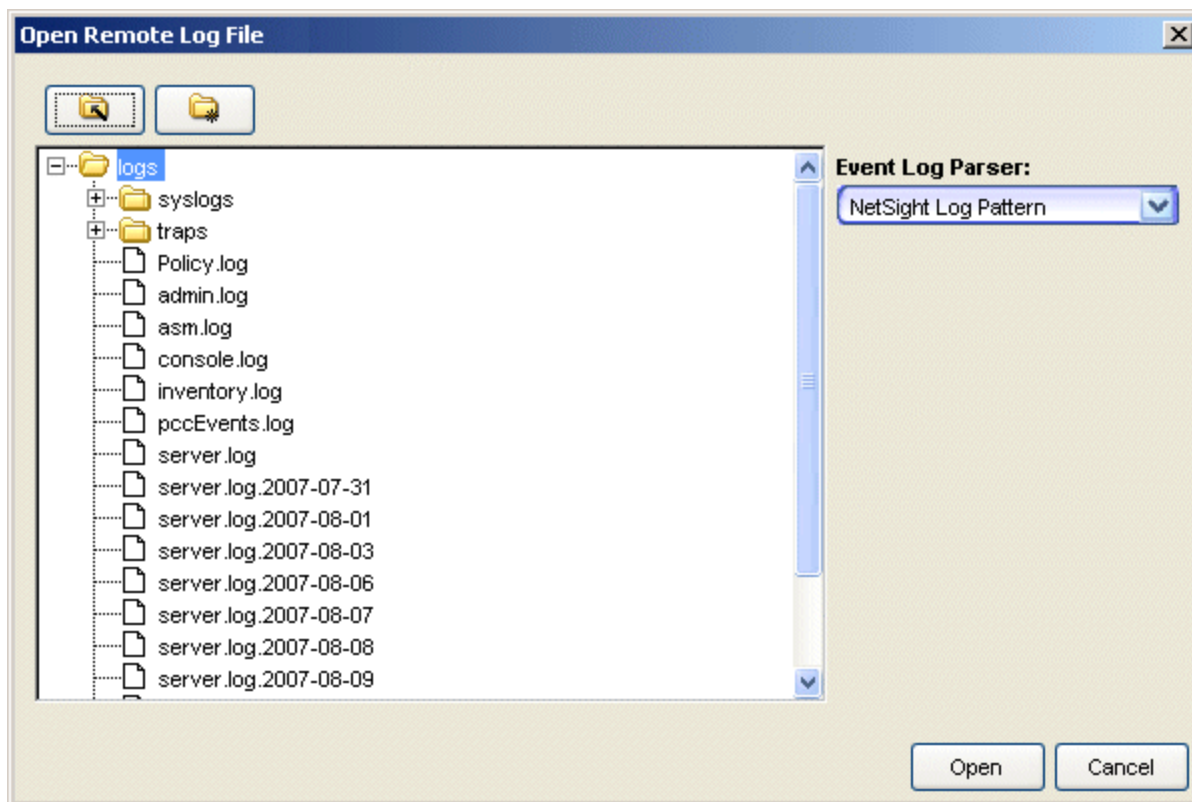 Open Remote Log File
logs
syslogs
traps
Policy.log
admin.log
asm.log
console.log
inventory.log
pccEvents.log
server.log
server.log.2007-07-31
server.log.2007-08-01
server.log.2007-08-03
server.log.2007-08-06
server.log.2007-08-07
server.log.2007-08-08
server.log.2007-08-09
Event Log Parser:
NetSight Log Pattern
Open
Cancel